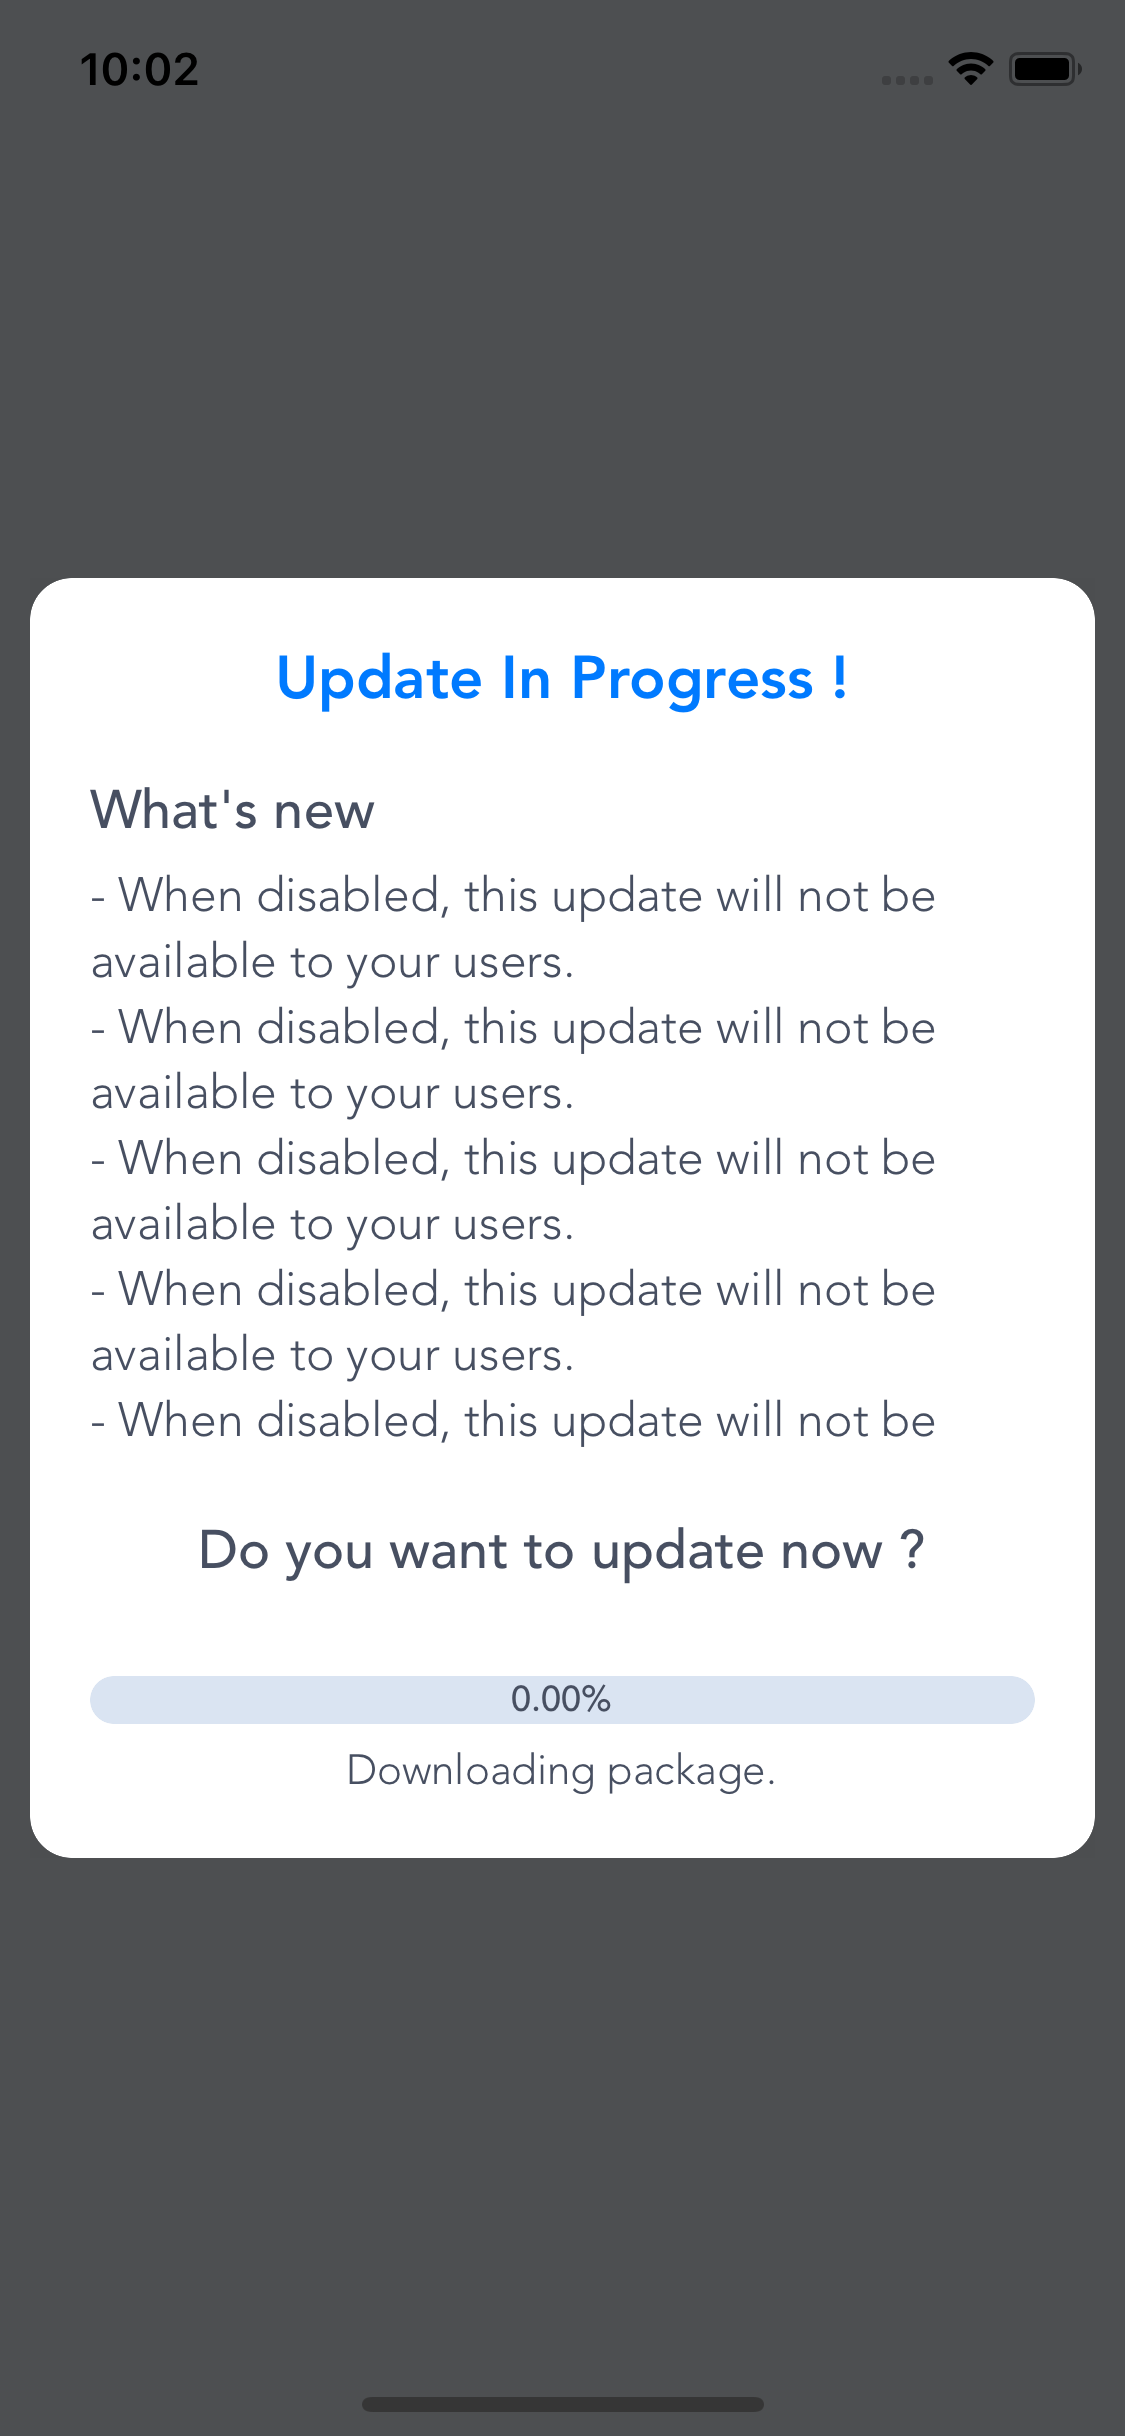 10:02
Update In Progress !
What's new
- When disabled, this update will not be
available to your users.
- When disabled, this update will not be
available to your users.
- When disabled, this update will not be
available to your users.
- When disabled, this update will not be
available to your users.
- When disabled, this update will not be
Do you want to update now ?
0.00%
Downloading package.